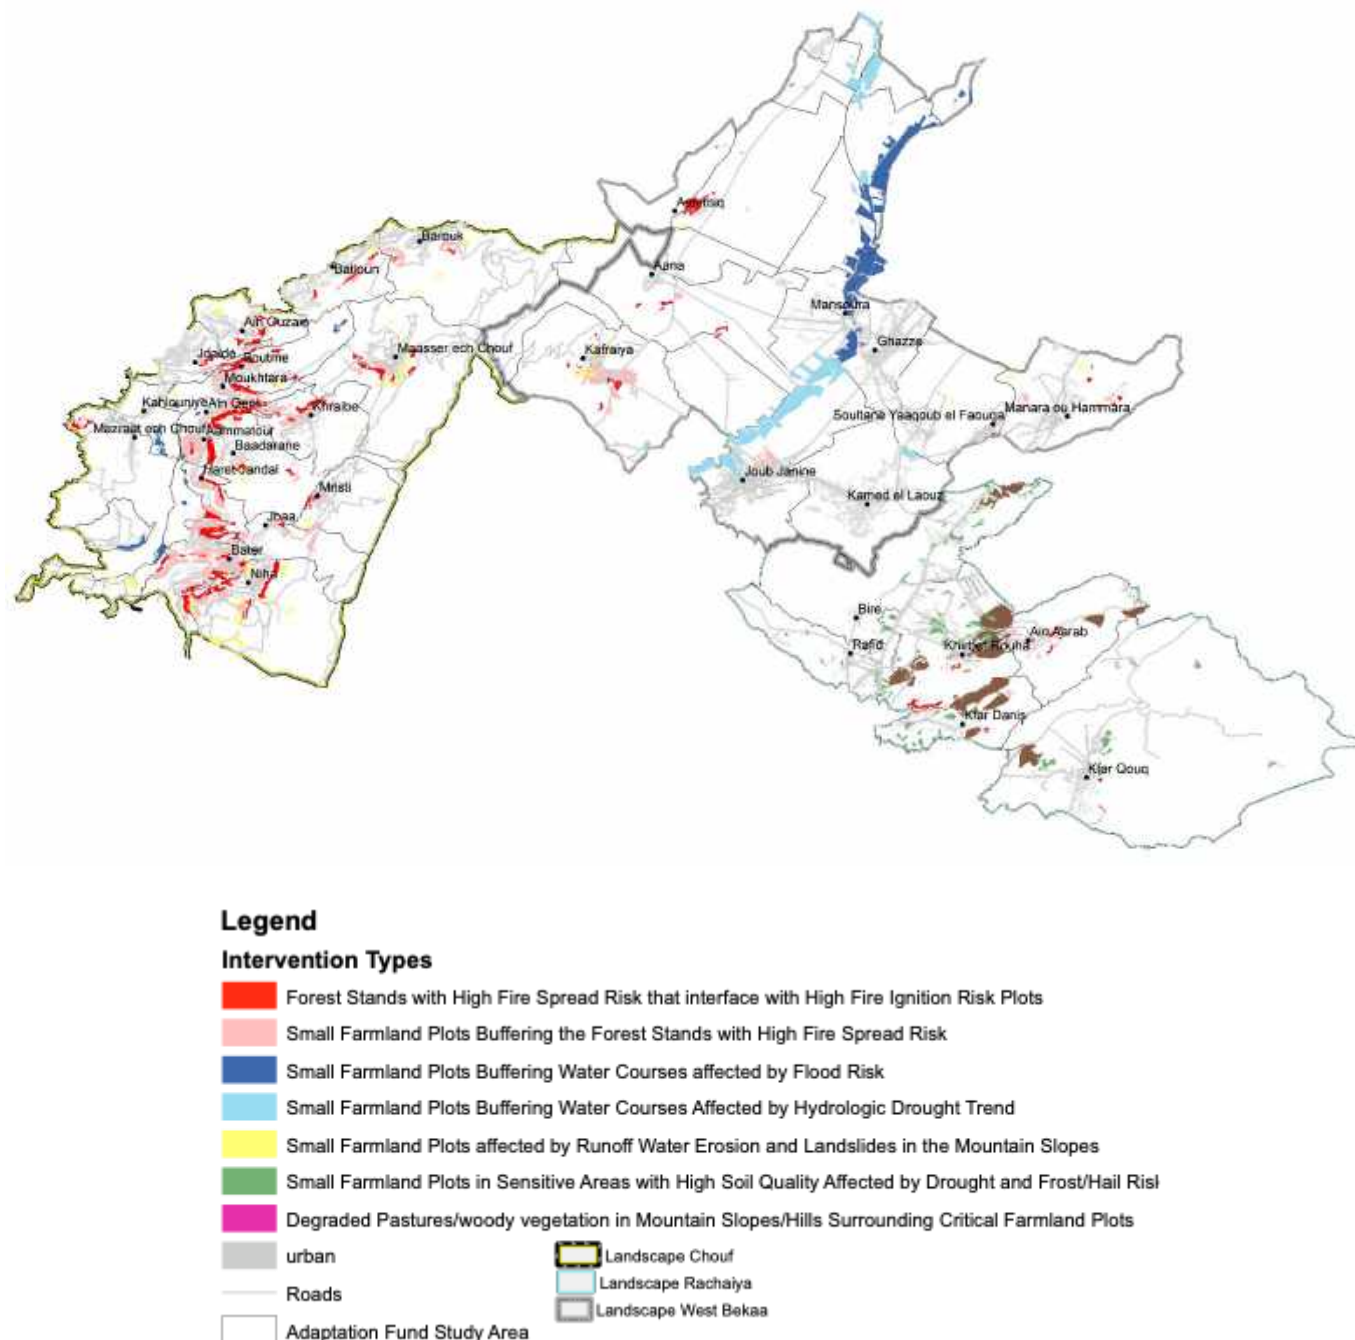 Ammiq
Barouk
Batloun
Aana
Mansoura
Ain Ouzain
Ghazze
Jdaide
Boutme
Maasser ech Chouf
Kafraiya
Moukhtara
Kahlouniye
Khraibe
Soultane Yaaqoub el Faouqa
Manara ou Hammara
Mazraat ech Chouf
Aammatour
Baadarane
Haret Jandal
Joub Janine
Mristi
Kamed el Laouz
Jbaa
Bater
Niha
Bire
Ain Aarab
Rafid
Khirbet Rouha
Kfar Danis
Kfar Qouq
Legend
Intervention Types
Forest Stands with High Fire Spread Risk that interface with High Fire Ignition Risk Plots
Small Farmland Plots Buffering the Forest Stands with High Fire Spread Risk
Small Farmland Plots Buffering Water Courses affected by Flood Risk
Small Farmland Plots Buffering Water Courses Affected by Hydrologic Drought Trend
Small Farmland Plots affected by Runoff Water Erosion and Landslides in the Mountain Slopes
Small Farmland Plots in Sensitive Areas with High Soil Quality Affected by Drought and Frost/Hail Risk
Degraded Pastures/woody vegetation in Mountain Slopes/Hills Surrounding Critical Farmland Plots
urban
Landscape Chouf
Roads
Landscape Rachaiya
Landscape West Bekaa
Adaptation Fund Study Area